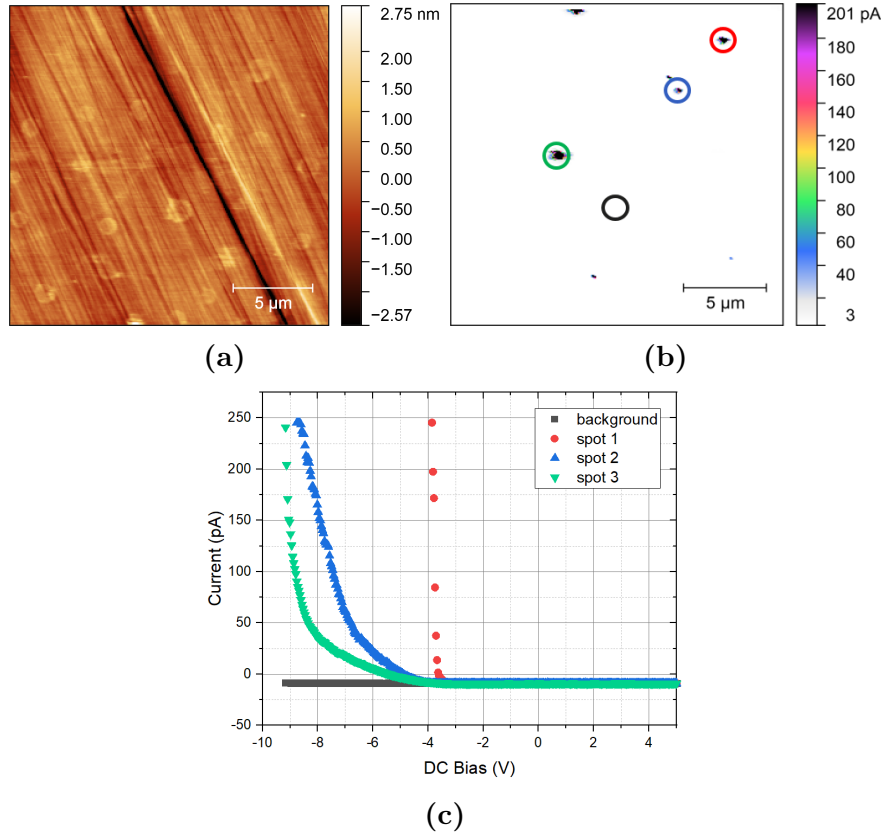 2.75 nm
2.00
1.50
1.00
0.50
0.00
−0.50
−1.00
−1.50
−2.57
5 μm
(a)
201 pA
180
160
140
120
100
80
60
40
3
5 μm
(b)
250
200
150
100
50
0
-50
Current (pA)
background
spot 1
spot 2
spot 3
-10
-8
-6
-4
-2
0
2
4
DC Bias (V)
(c)